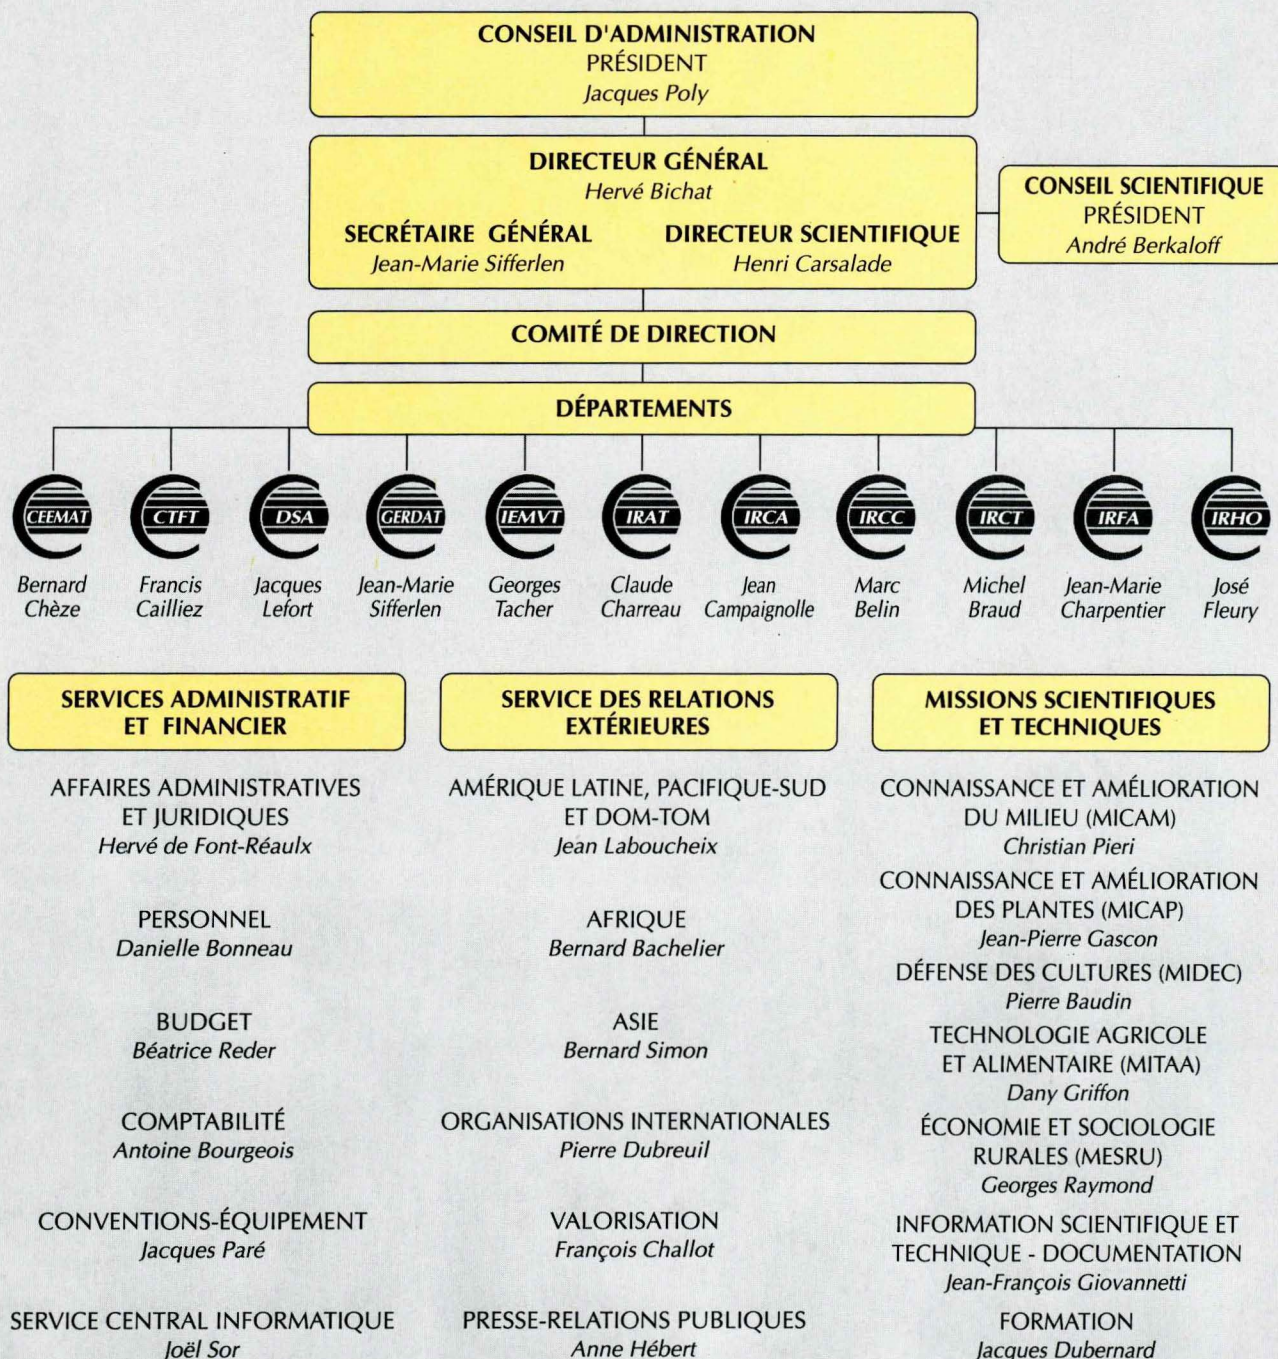 CONSEIL D'ADMINISTRATION
PRÉSIDENT
Jacques Poly
DIRECTEUR GÉNÉRAL
Hervé Bichat
SECRÉTAIRE GÉNÉRAL
Jean-Marie Sifferlen
DIRECTEUR SCIENTIFIQUE
Henri Carsalade
CONSEIL SCIENTIFIQUE
PRÉSIDENT
André Berkaloff
COMITÉ DE DIRECTION
DÉPARTEMENTS
CEEMAT
Bernard
Chèze
CTFT
Francis
Cailliez
DSA
Jacques
Lefort
GERDAT
Jean-Marie
Sifferlen
IEMVT
Georges
Tacher
IRAT
Claude
Charreau
IRCA
Jean
Campaignolle
IRCC
Marc
Belin
IRCT
Michel
Braud
IRFA
Jean-Marie
Charpentier
IRHO
José
Fleury
SERVICES ADMINISTRATIF
ET FINANCIER
AFFAIRES ADMINISTRATIVES
ET JURIDIQUES
Hervé de Font-Réaulx
PERSONNEL
Danielle Bonneau
BUDGET
Béatrice Reder
COMPTABILITÉ
Antoine Bourgeois
CONVENTIONS-ÉQUIPEMENT
Jacques Paré
SERVICE CENTRAL INFORMATIQUE
Joël Sor
SERVICE DES RELATIONS
EXTÉRIEURES
AMÉRIQUE LATINE, PACIFIQUE-SUD
ET DOM-TOM
Jean Laboucheix
AFRIQUE
Bernard Bachelier
ASIE
Bernard Simon
ORGANISATIONS INTERNATIONALES
Pierre Dubreuil
VALORISATION
François Challot
PRESSE-RELATIONS PUBLIQUES
Anne Hébert
MISSIONS SCIENTIFIQUES
ET TECHNIQUES
CONNAISSANCE ET AMÉLIORATION
DU MILIEU (MICAM)
Christian Pieri
CONNAISSANCE ET AMÉLIORATION
DES PLANTES (MICAP)
Jean-Pierre Gascon
DÉFENSE DES CULTURES (MIDEC)
Pierre Baudin
TECHNOLOGIE AGRICOLE
ET ALIMENTAIRE (MITAA)
Dany Griffon
ÉCONOMIE ET SOCIOLOGIE
RURALES (MESRU)
Georges Raymond
INFORMATION SCIENTIFIQUE ET
TECHNIQUE - DOCUMENTATION
Jean-François Giovannetti
FORMATION
Jacques Dubernard